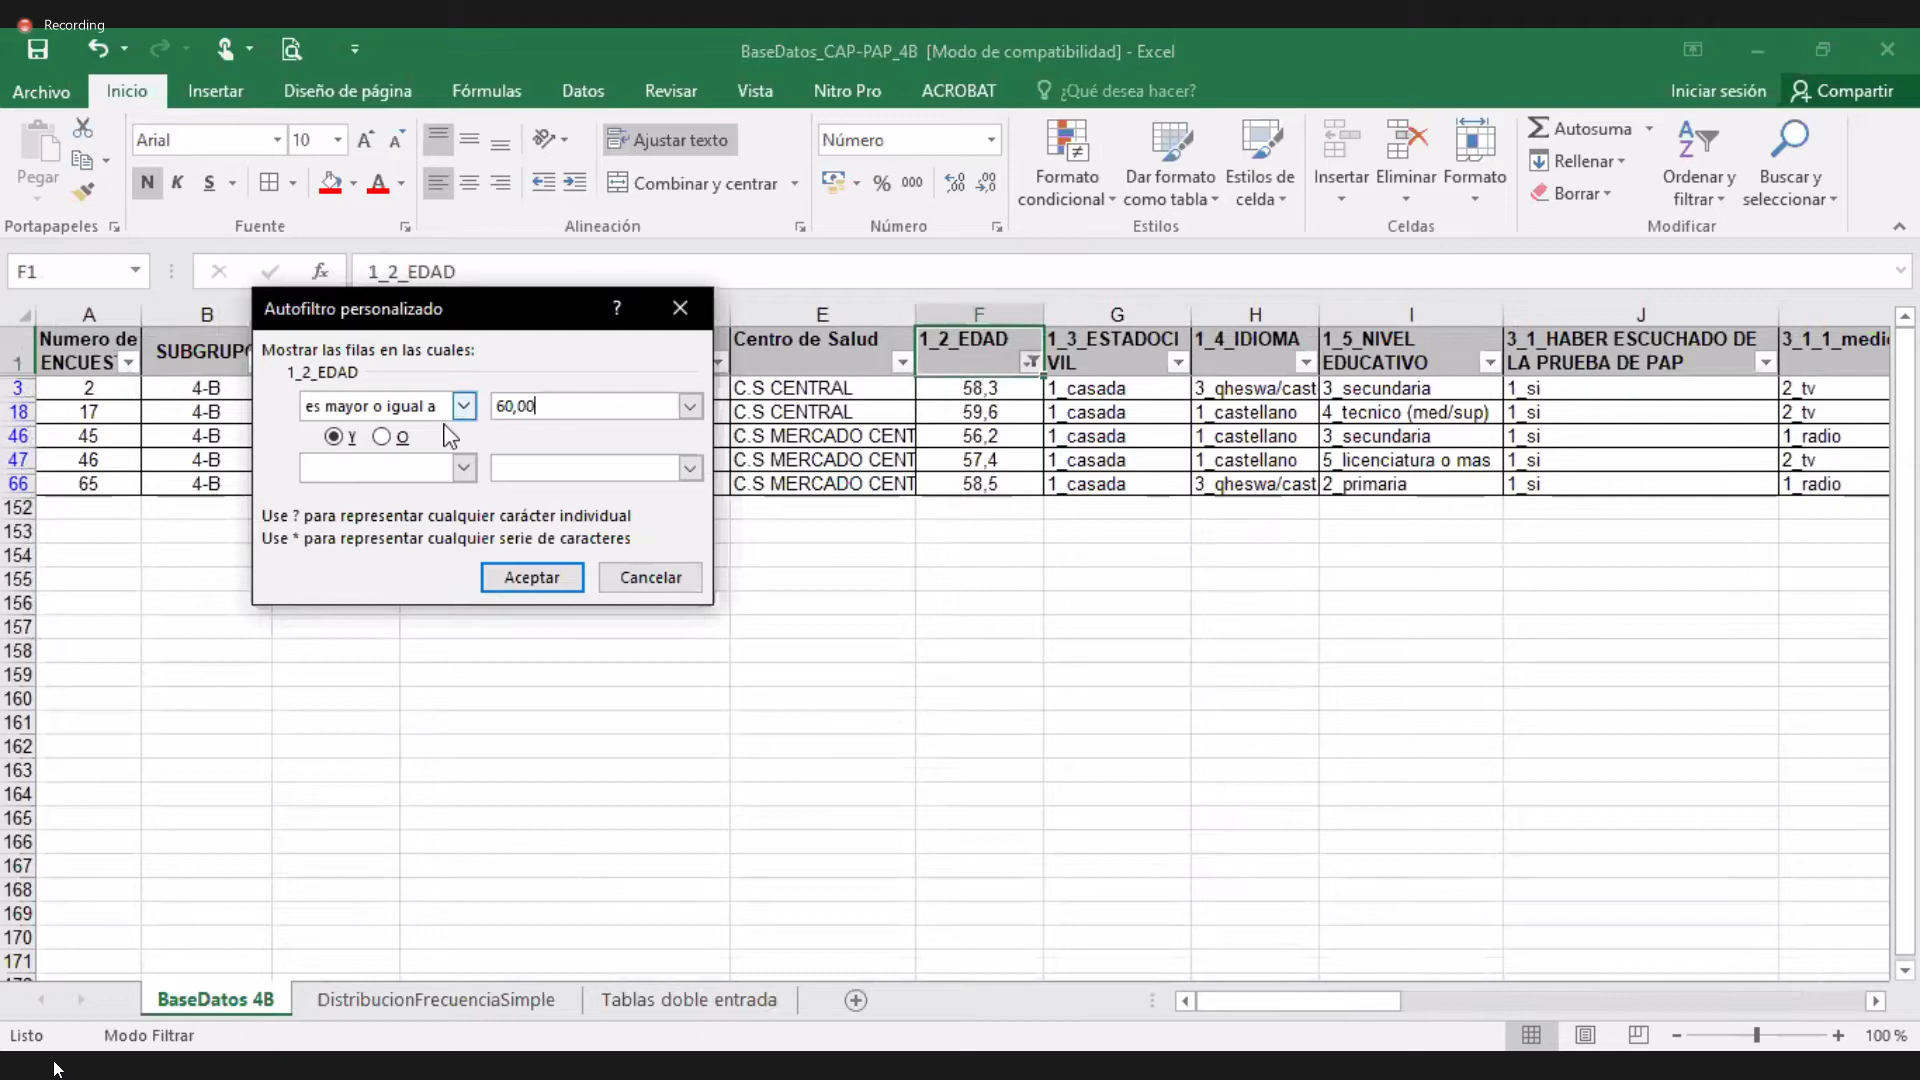 Recording
BaseDatos_CAP-PAP_4B [Modo de compatibilidad] - Excel
Archivo Inicio Insertar Diseño de página Fórmulas Datos Revisar Vista Nitro Pro ACROBAT ¿Qué desea hacer? Iniciar sesión Compartir
Pegar
Portapapeles
Arial 10
N K S
Fuente
Ajustar texto
Combinar y centrar
Alineación
Número
% 000
Número
Formato condicional
Dar formato como tabla
Estilos de celda
Estilos
Insertar Eliminar Formato
Celdas
Autosuma
Rellenar
Borrar
Ordenar y filtrar
Buscar y seleccionar
Modificar
F1 fx 1_2_EDAD
Autofiltro personalizado ?
Mostrar las filas en las cuales:
1_2_EDAD
es mayor o igual a 60,00
Y O
Use ? para representar cualquier carácter individual
Use * para representar cualquier serie de caracteres
Aceptar Cancelar
A B E F G H I J
1 Numero de ENCUES SUBGRUPO Centro de Salud 1_2_EDAD 1_3_ESTADOCIVIL 1_4_IDIOMA 1_5_NIVEL EDUCATIVO 3_1_HABER ESCUCHADO DE LA PRUEBA DE PAP 3_1_1_medi
3 2 4-B C.S CENTRAL 58,3 1_casada 3_qheswa/cast 3_secundaria 1_si 2_tv
18 17 4-B C.S CENTRAL 59,6 1_casada 1_castellano 4_tecnico (med/sup) 1_si 2_tv
46 45 4-B C.S MERCADO CENT 56,2 1_casada 1_castellano 3_secundaria 1_si 1_radio
47 46 4-B C.S MERCADO CENT 57,4 1_casada 1_castellano 5_licenciatura o mas 1_si 2_tv
66 65 4-B C.S MERCADO CENT 58,5 1_casada 3_qheswa/cast 2_primaria 1_si 1_radio
152
153
154
155
156
157
158
159
160
161
162
163
164
165
166
167
168
169
170
171
BaseDatos 4B DistribucionFrecuenciaSimple Tablas doble entrada
Listo Modo Filtrar 100 %